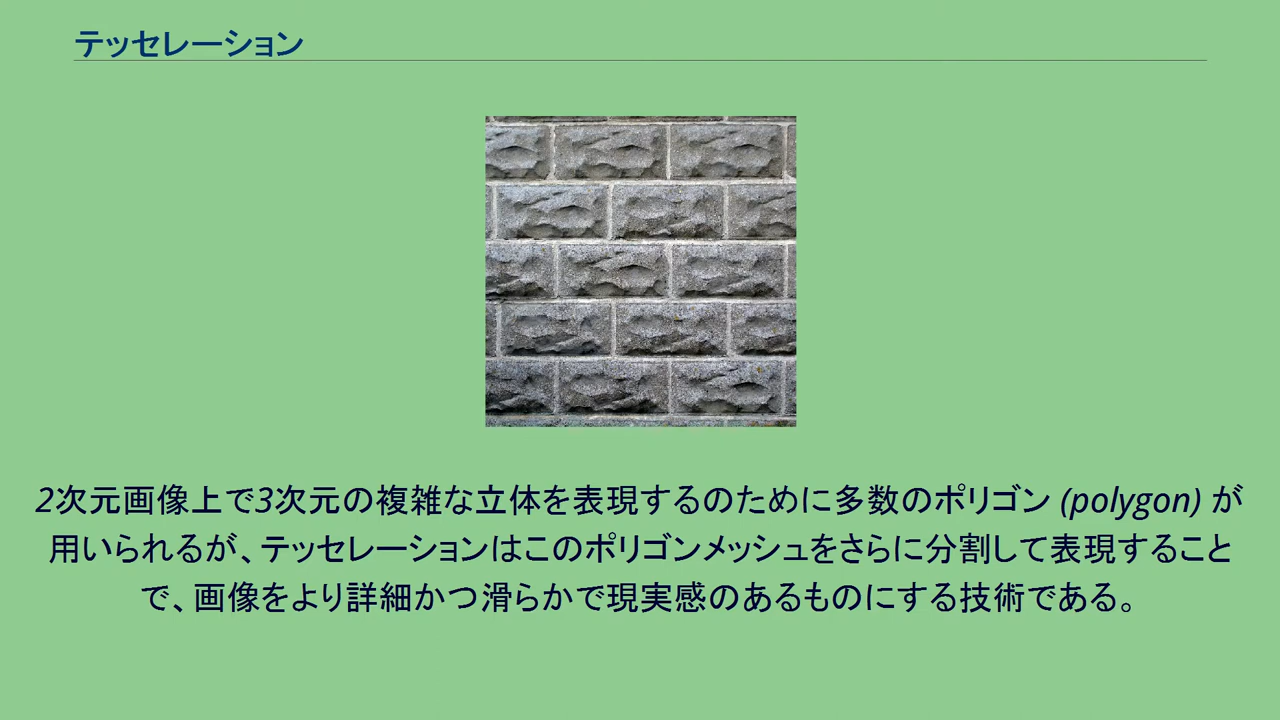 テッセレーション
2次元画像上で3次元の複雑な立体を表現するのために多数のポリゴン (polygon) が
用いられるが、テッセレーションはこのポリゴンメッシュをさらに分割して表現すること
で、画像をより詳細かつ滑らかで現実感のあるものにする技術である。